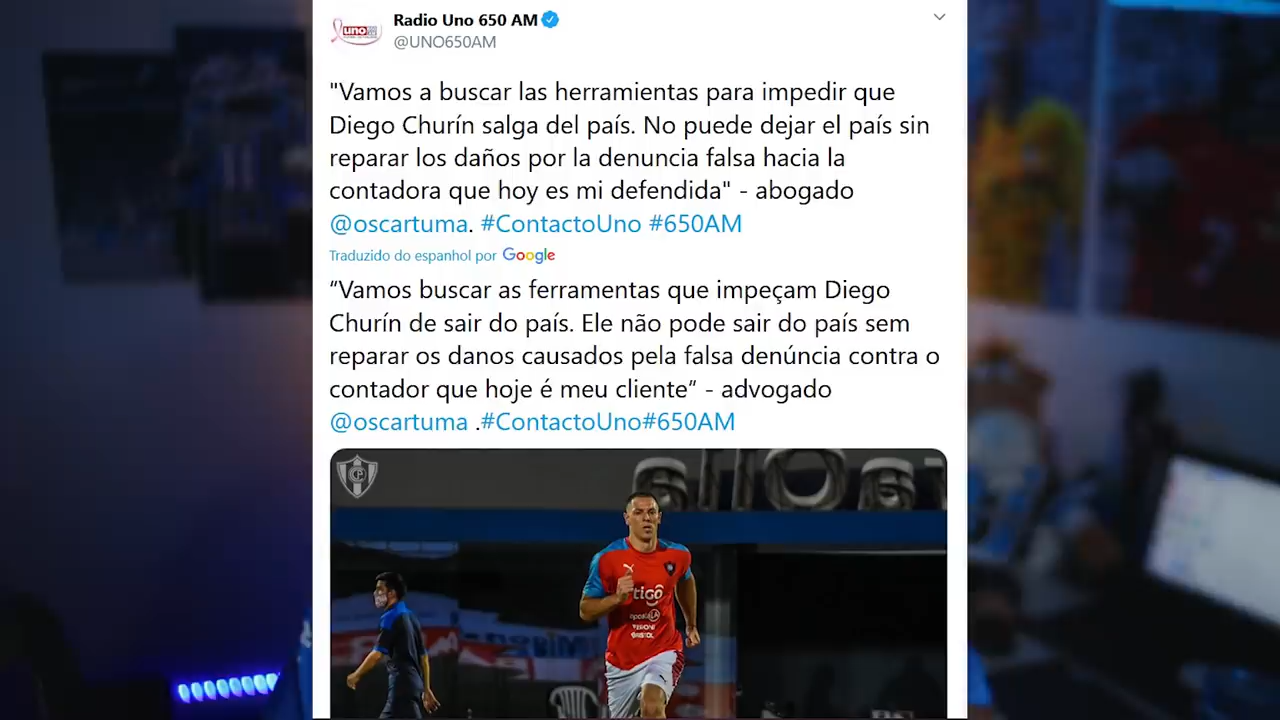 Radio Uno 650 AM
uno
@UNO650AM
"Vamos a buscar las herramientas para impedir que
Diego Churín salga del país. No puede dejar el país sin
reparar los daños por la denuncia falsa hacia la
contadora que hoy es mi defendida" - abogado
@oscartuma. #ContactoUno #650AM
Traduzido do espanhol por Google
“Vamos buscar as ferramentas que impeçam Diego
Churín de sair do país. Ele não pode sair do país sem
reparar os danos causados pela falsa denúncia contra o
contador que hoje é meu cliente” - advogado
@oscartuma .#ContactoUno#650AM
tigo